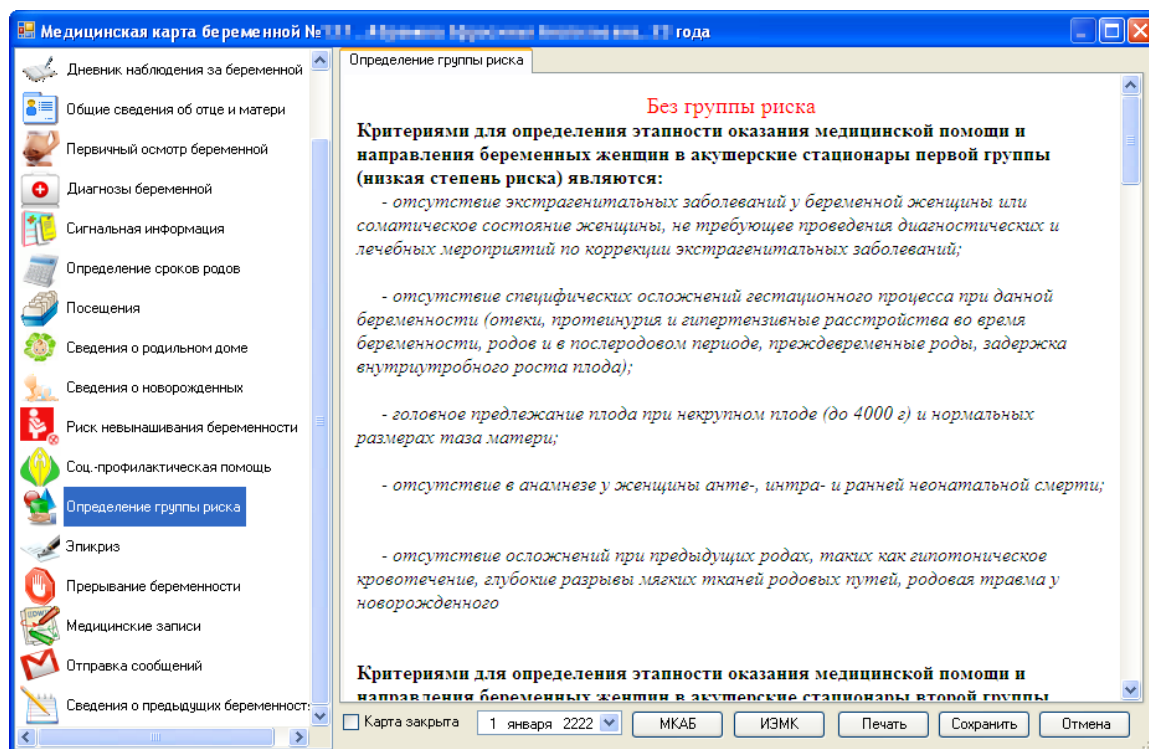 Медицинская карта беременной № года
Дневник наблюдения за беременной
Общие сведения об отце и матери
Первичный осмотр беременной
Диагнозы беременной
Сигнальная информация
Определение сроков родов
Посещения
Сведения о родильном доме
Сведения о новорожденных
Риск невынашивания беременности
Соц.-профилактическая помощь
Определение группы риска
Эпикриз
Прерывание беременности
Медицинские записи
Отправка сообщений
Сведения о предыдущих беременност
Определение группы риска
Без группы риска
Критериями для определения этапности оказания медицинской помощи и
направления беременных женщин в акушерские стационары первой группы
(низкая степень риска) являются:
- отсутствие экстрагенитальных заболеваний у беременной женщины или
соматическое состояние женщины, не требующее проведения диагностических и
лечебных мероприятий по коррекции экстрагенитальных заболеваний;
- отсутствие специфических осложнений гестационного процесса при данной
беременности (отеки, протеинурия и гипертензивные расстройства во время
беременности, родов и в послеродовом периоде, преждевременные роды, задержка
внутриутробного роста плода);
- головное предлежание плода при некрупном плоде (до 4000 г) и нормальных
размерах таза матери;
- отсутствие в анамнезе у женщины анте-, интра- и ранней неонатальной смерти;
- отсутствие осложнений при предыдущих родах, таких как гипотоническое
кровотечение, глубокие разрывы мягких тканей родовых путей, родовая травма у
новорожденного
Критериями для определения этапности оказания медицинской помощи и
направления беременных женщин в акушерские стационары второй группы
Карта закрыта
1 января 2222
МКАБ
ИЭМК
Печать
Сохранить
Отмена